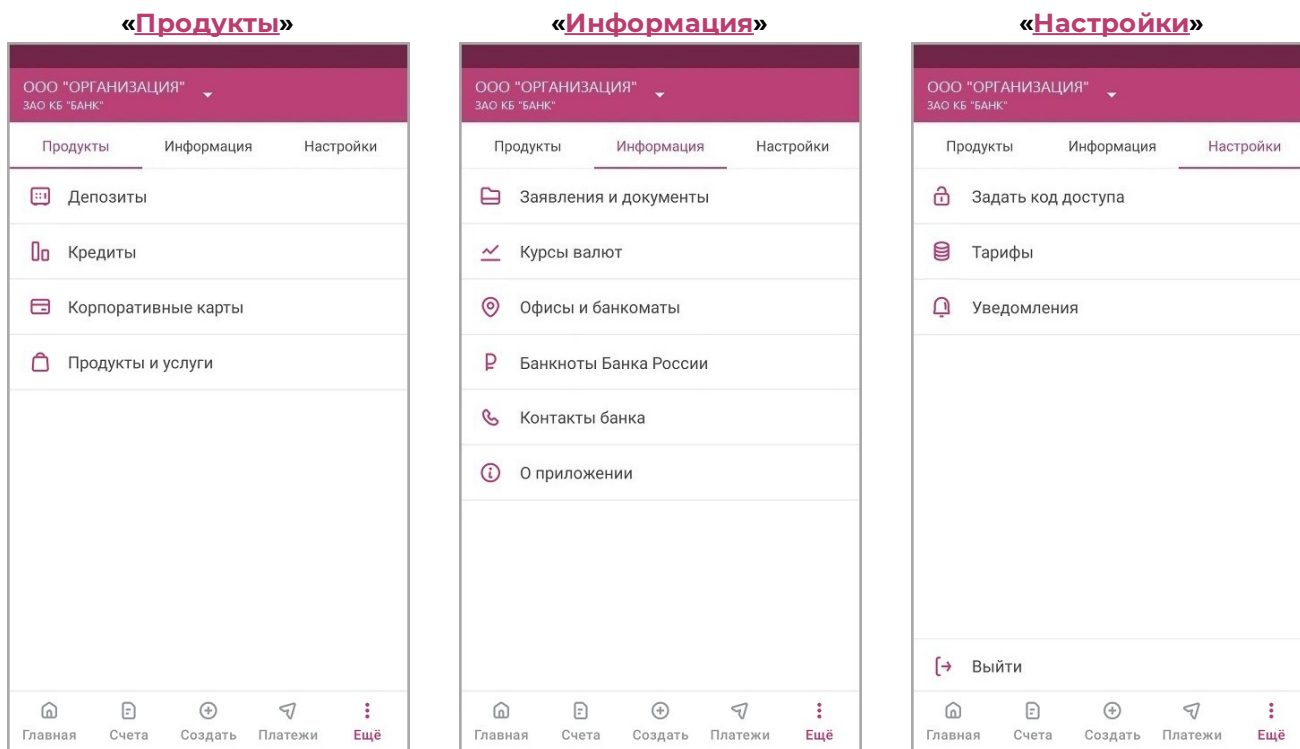 «Продукты»
ООО "ОРГАНИЗАЦИЯ"
ЗАО КБ "БАНК"
Продукты Информация Настройки
Депозиты
Кредиты
Корпоративные карты
Продукты и услуги
Главная Счета Создать Платежи Ещё
«Информация»
ООО "ОРГАНИЗАЦИЯ"
ЗАО КБ "БАНК"
Продукты Информация Настройки
Заявления и документы
Курсы валют
Офисы и банкоматы
Банкноты Банка России
Контакты банка
О приложении
Главная Счета Создать Платежи Ещё
«Настройки»
ООО "ОРГАНИЗАЦИЯ"
ЗАО КБ "БАНК"
Продукты Информация Настройки
Задать код доступа
Тарифы
Уведомления
Выйти
Главная Счета Создать Платежи Ещё